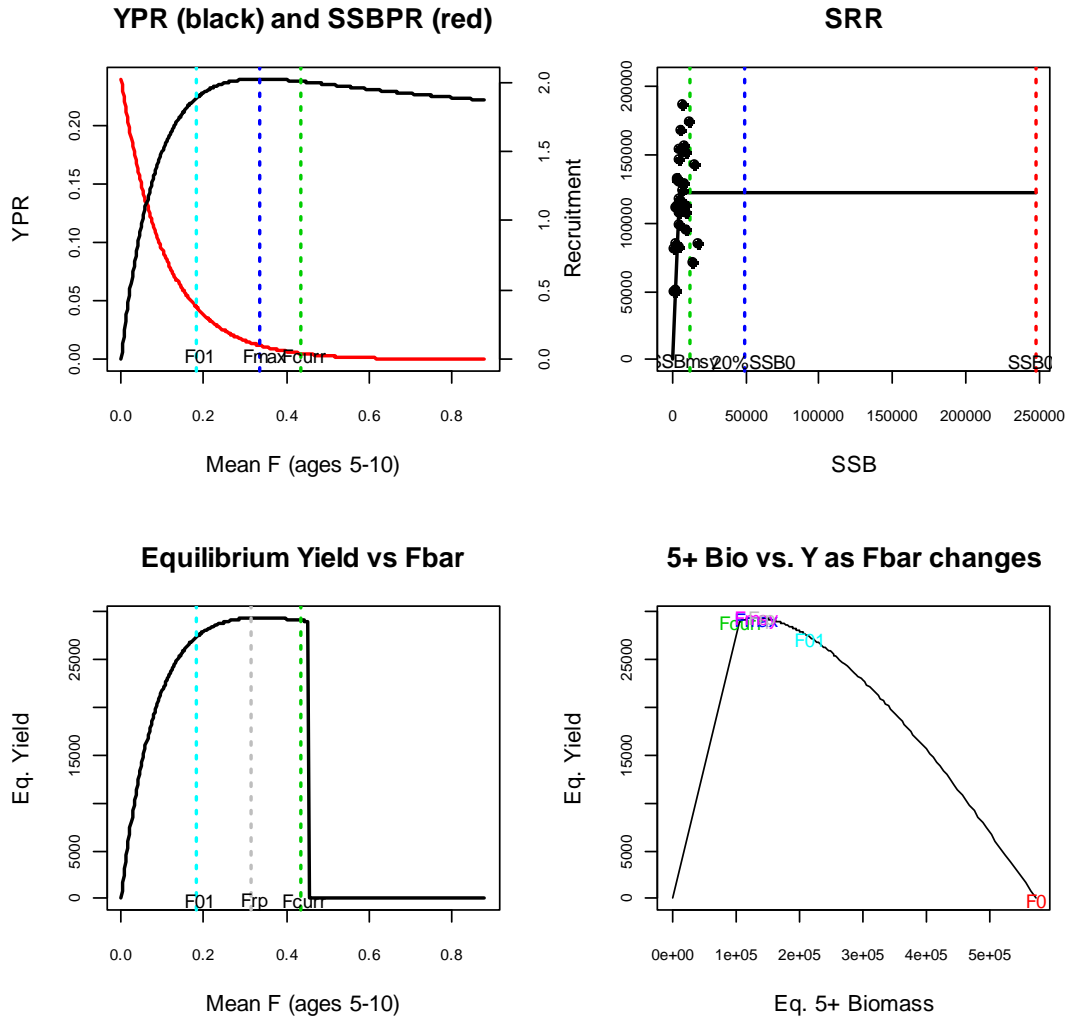 YPR (black) and SSBPR (red)
YPR
0.00
0.05
0.10
0.15
0.20
0.0
0.5
1.0
1.5
2.0
F01
Fmax
Fcurr
0.0 0.2 0.4 0.6 0.8
Mean F (ages 5-10)
SRR
Recruitment
0
50000
100000
150000
200000
SSBmsy
20%SSB0
SSB0
0 50000 100000 150000 200000 250000
SSB
Equilibrium Yield vs Fbar
Eq. Yield
0
5000
15000
25000
F01
Frp
Fcurr
0.0 0.2 0.4 0.6 0.8
Mean F (ages 5-10)
5+ Bio vs. Y as Fbar changes
Eq. Yield
0
5000
15000
25000
Fcurr
Fmax
F01
F0
0e+00 1e+05 2e+05 3e+05 4e+05 5e+05
Eq. 5+ Biomass